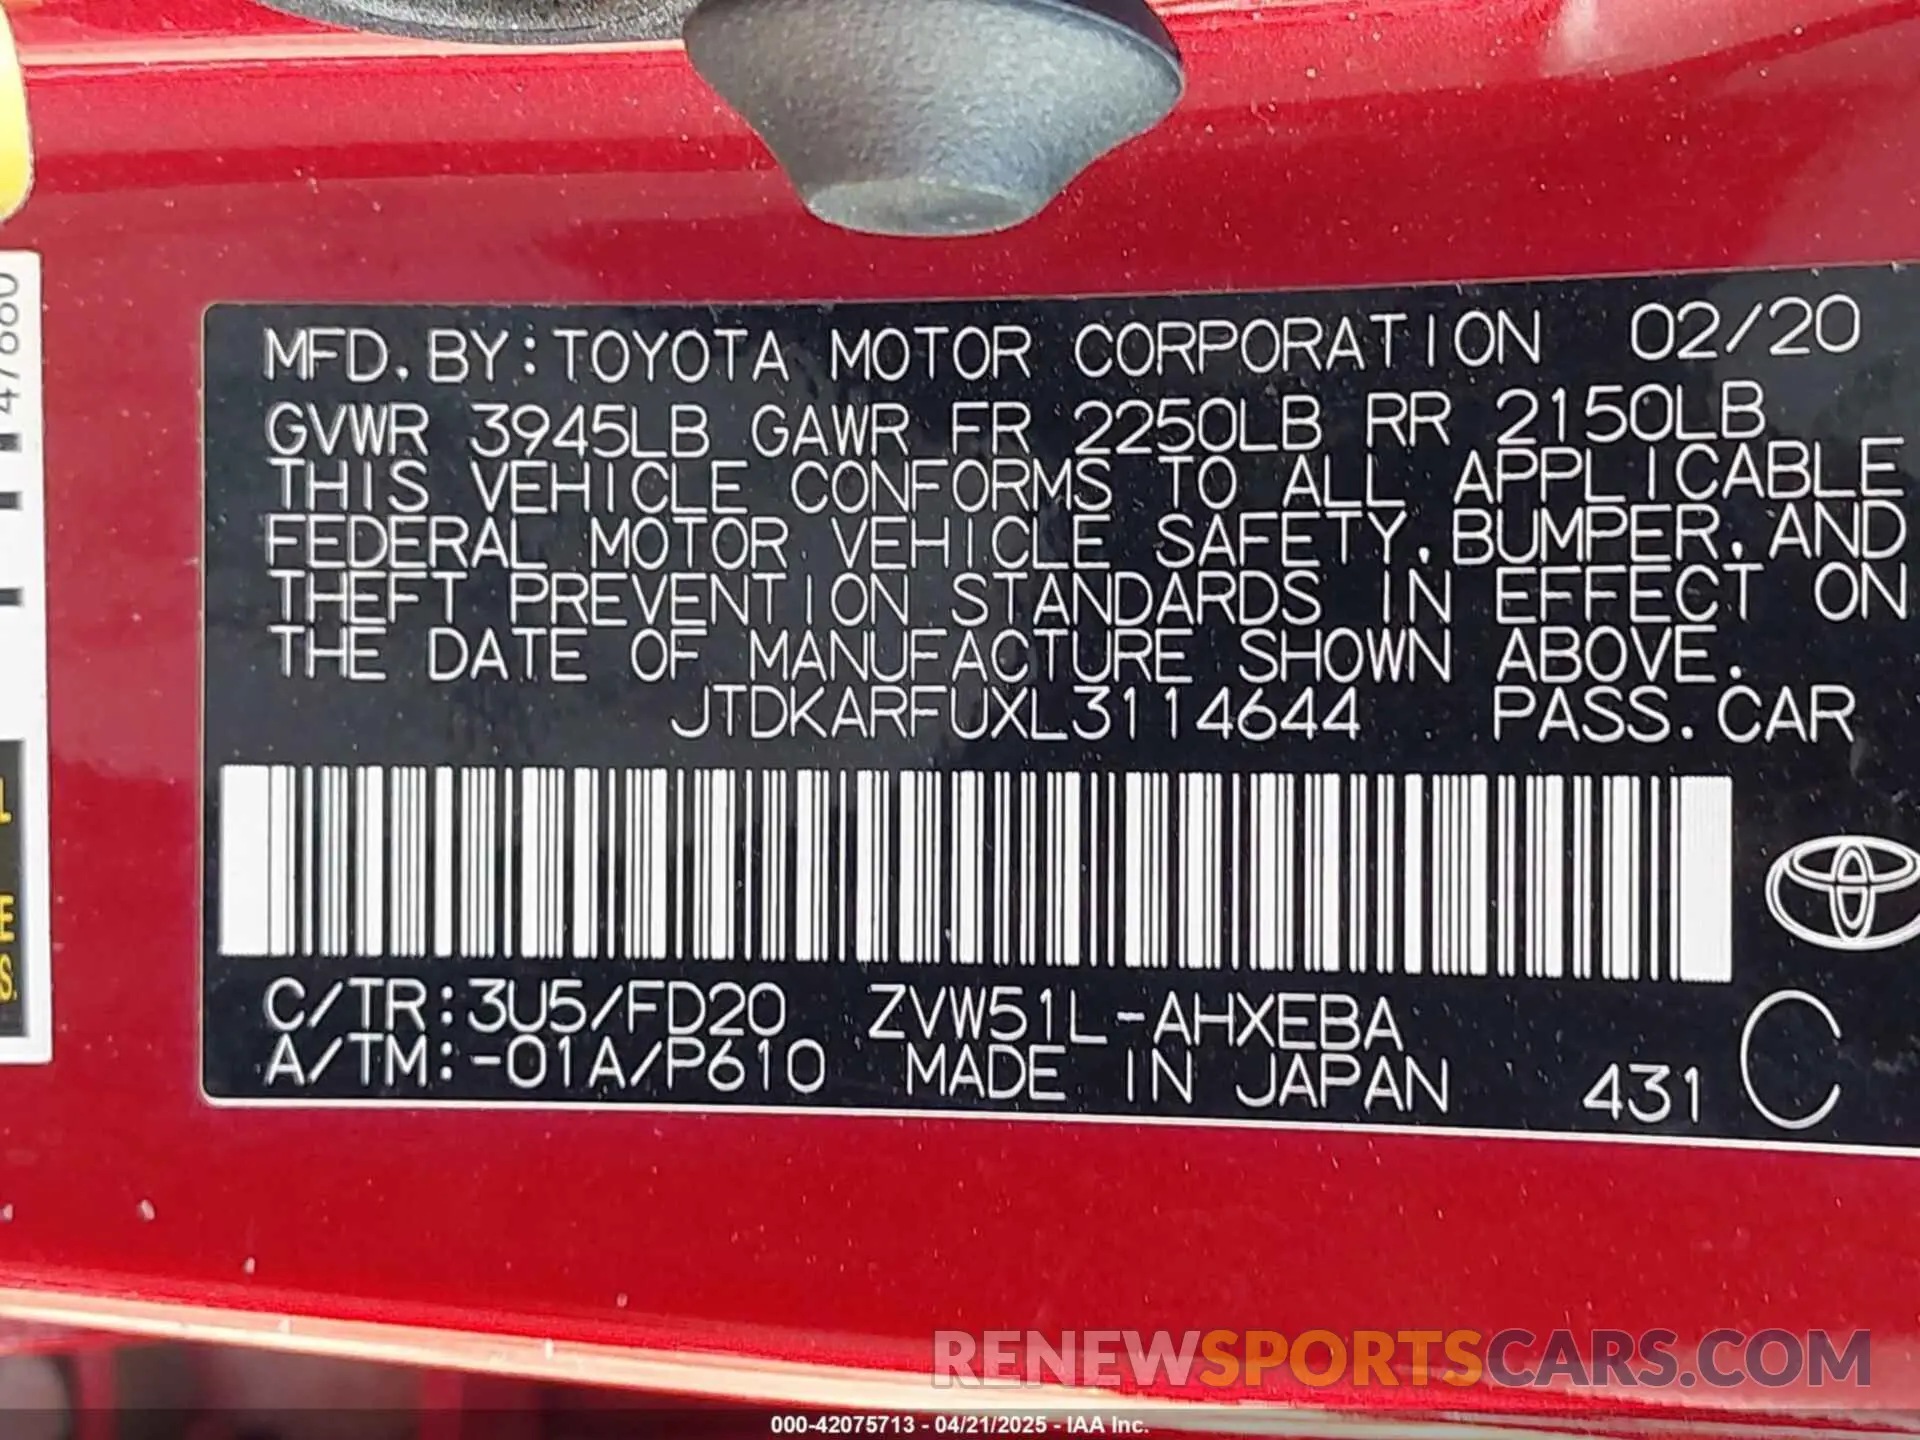 MFD. BY: TOYOTA MOTOR CORPORATION 02/20
GVWR 3945LB GAWR FR 2250LB RR 2150LB
THIS VEHICLE CONFORMS TO ALL APPLICABLE
FEDERAL MOTOR VEHICLE SAFETY, BUMPER, AND
THEFT PREVENTION STANDARDS IN EFFECT ON
THE DATE OF MANUFACTURE SHOWN ABOVE.
JTDKARFUXL3114644 PASS. CAR
C/TR: 3U5/FD20 ZVW51L-AHXEBA
A/TM: -01A/P610 MADE IN JAPAN 431 C
RENEWSPORTSCARS.COM
000-42075713 - 04/21/2025 - IAA Inc.